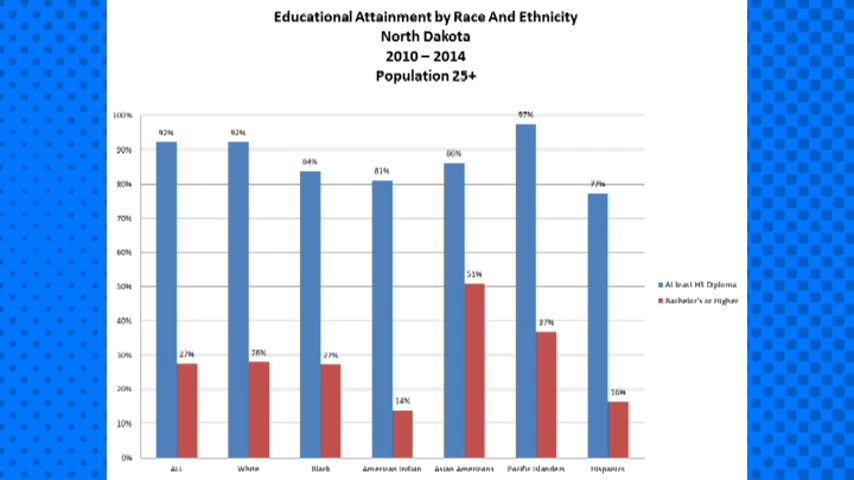 Educational Attainment by Race And Ethnicity
North Dakota
2010 – 2014
Population 25+
100%
90%
80%
70%
60%
50%
40%
30%
20%
10%
0%
92%
27%
92%
28%
84%
27%
81%
14%
86%
51%
97%
37%
77%
16%
ALL
White
Black
American Indian
Asian Americans
Pacific Islanders
Hispanics
At least HS Diploma
Bachelor's or Higher